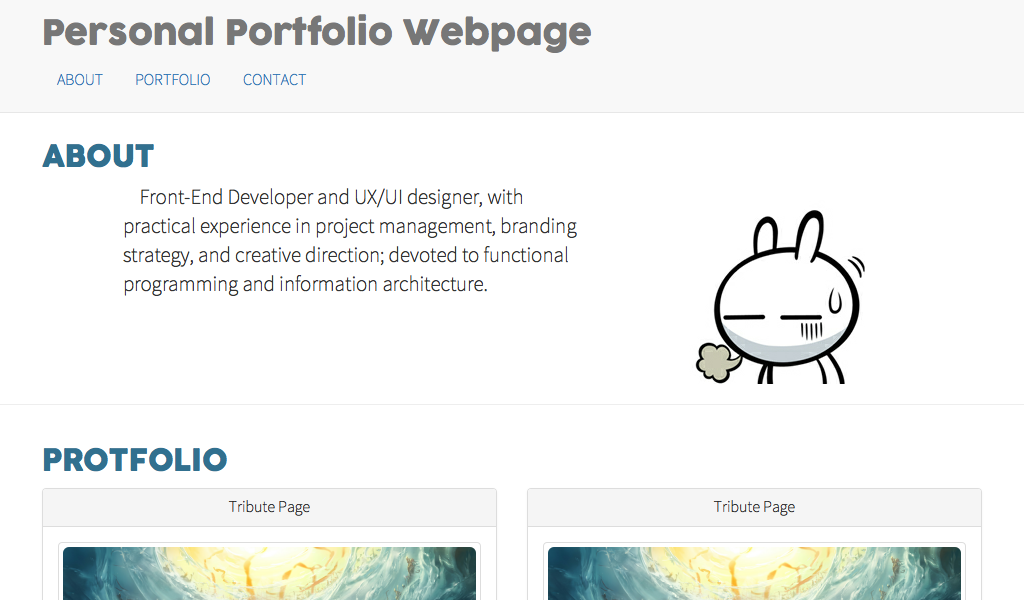 Personal Portfolio Webpage
ABOUT PORTFOLIO CONTACT
ABOUT
Front-End Developer and UX/UI designer, with
practical experience in project management, branding
strategy, and creative direction; devoted to functional
programming and information architecture.
PROTFOLIO
Tribute Page
Tribute Page